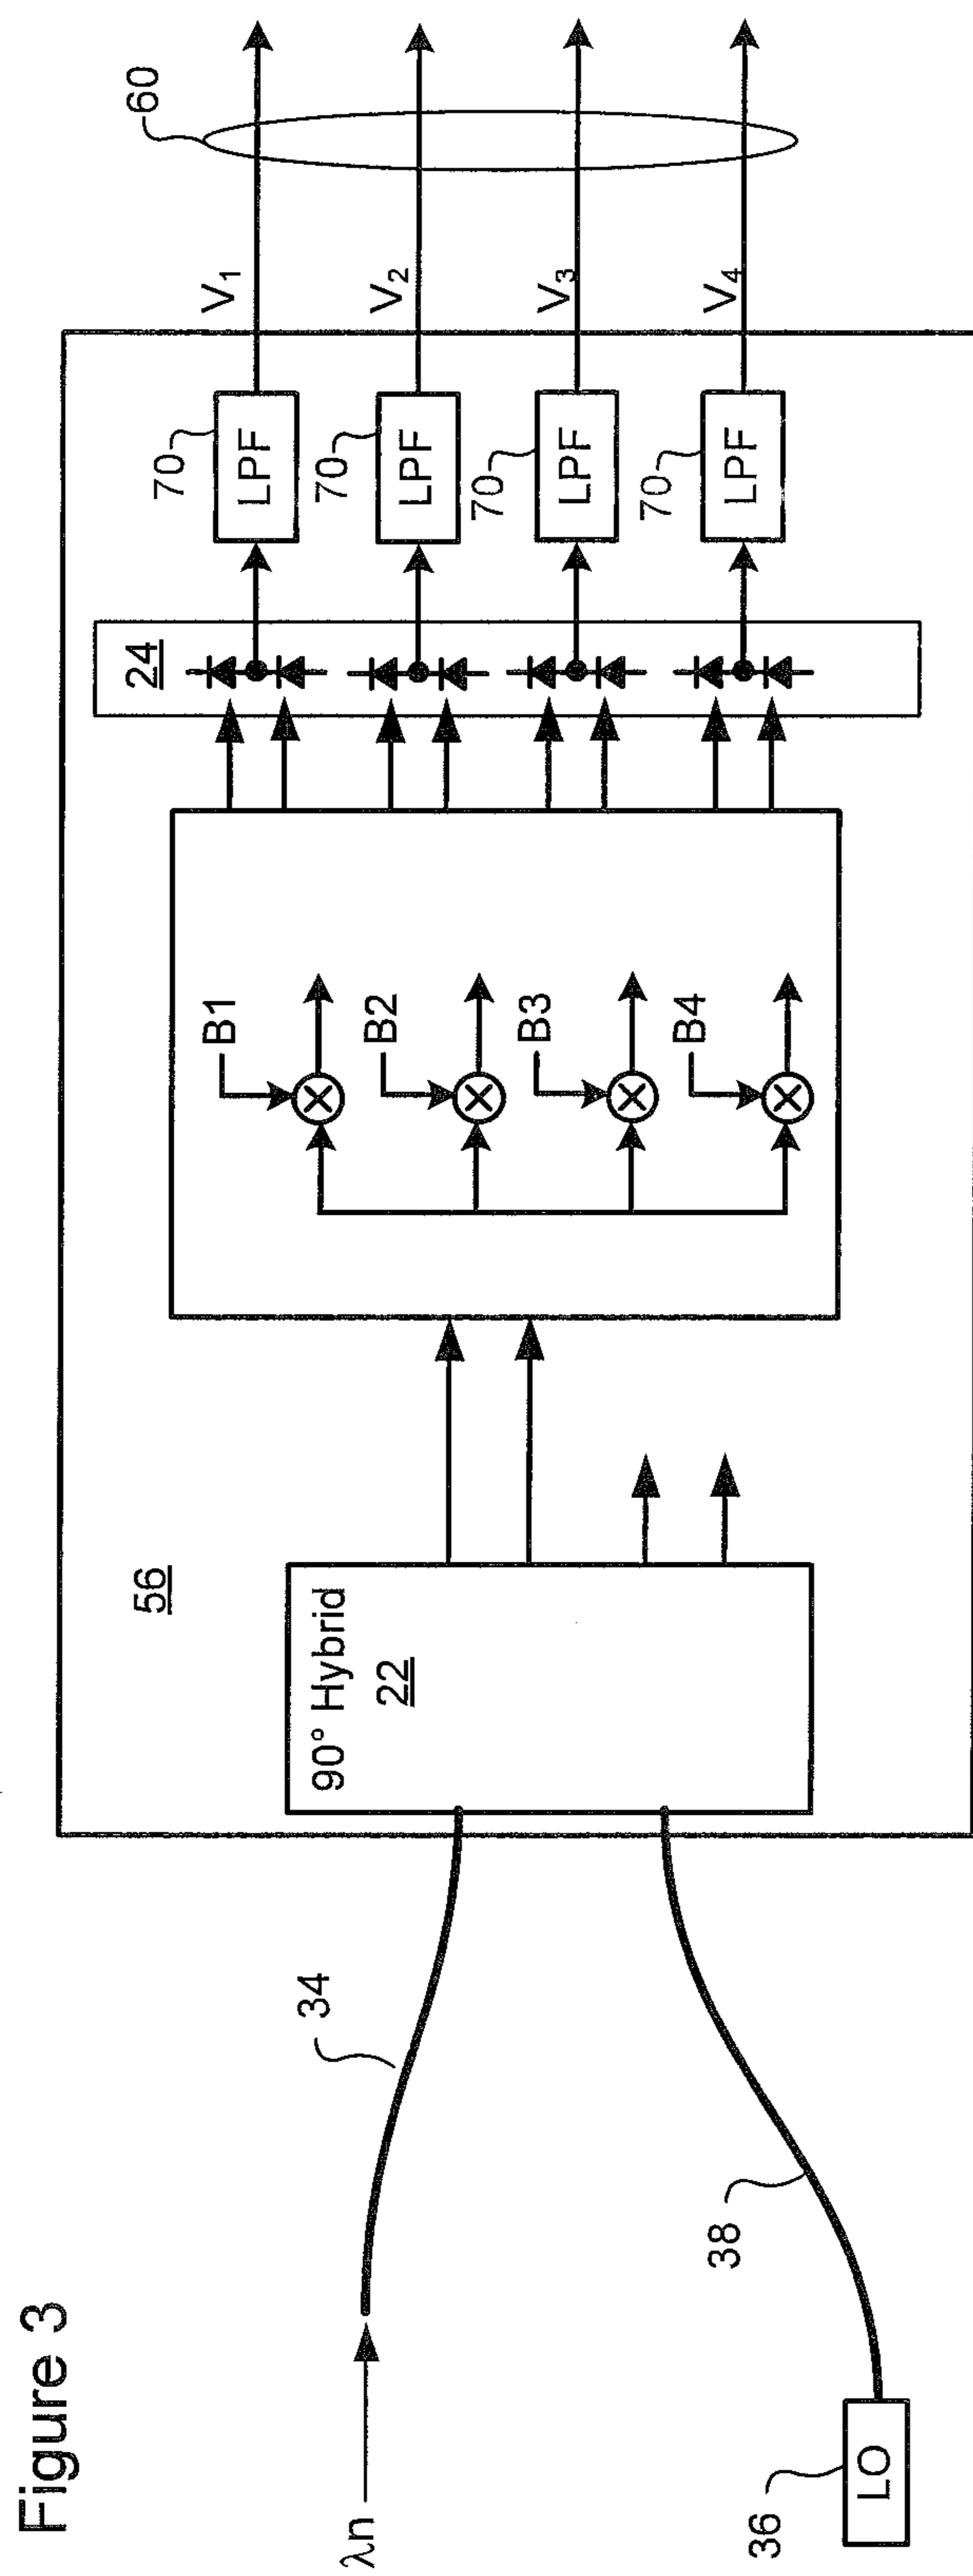 Figure 3
λn
34
36
LO
38
56
90° Hybrid
22
B1
B2
B3
B4
24
70
LPF
70
LPF
70
LPF
70
LPF
V1
V2
V3
V4
60